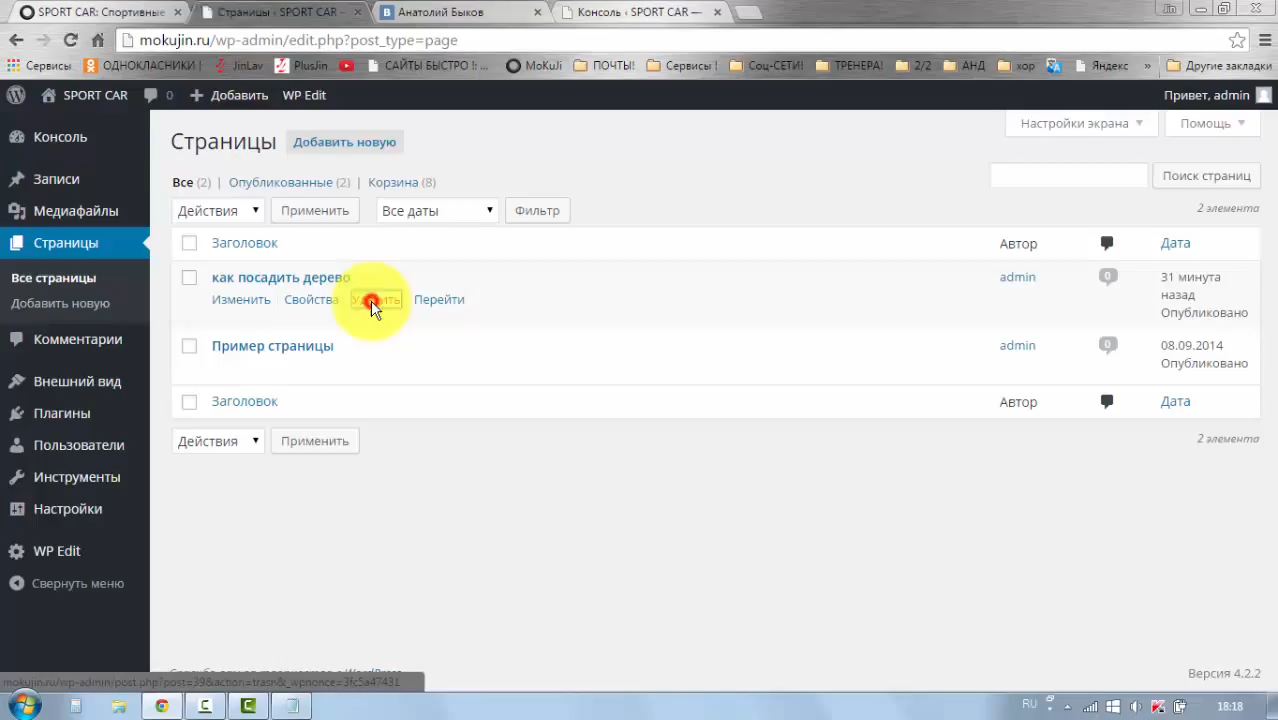 SPORT CAR: Спортивные
Страницы ‹ SPORT CAR —
Анатолий Быков
Консоль ‹ SPORT CAR —
mokujin.ru/wp-admin/edit.php?post_type=page
Сервисы
ОДНОКЛАСНИКИ !
JinLav
PlusJin
САЙТЫ БЫСТРО !: ...
MoKuJi
ПОЧТЫ!
Сервисы !
Соц-СЕТИ!
ТРЕНЕРА!
2/2
АНД
хор
Яндекс
»
Другие закладки
SPORT CAR
0
Добавить
WP Edit
Привет, admin
Консоль
Записи
Медиафайлы
Страницы
Все страницы
Добавить новую
Комментарии
Внешний вид
Плагины
Пользователи
Инструменты
Настройки
WP Edit
Свернуть меню
Настройки экрана
Помощь
Страницы
Добавить новую
Все (2) | Опубликованные (2) | Корзина (8)
Поиск страниц
Действия
Применить
Все даты
Фильтр
2 элемента
Заголовок
Автор
Дата
как посадить дерево
Изменить
Свойства
Удалить
Перейти
admin
0
31 минута
назад
Опубликовано
Пример страницы
admin
0
08.09.2014
Опубликовано
Заголовок
Автор
Дата
Действия
Применить
2 элемента
WordPress
Версия 4.2.2
mokujin.ru/wp-admin/post.php?post=39&action=trash&_wpnonce=3fc5a47431
RU
18:18